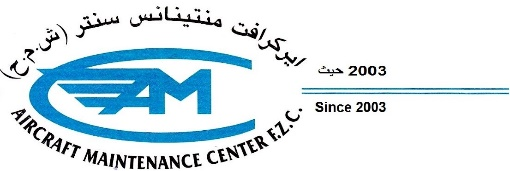 ايركرافت منتينانس سنتر (ش.م.ح)
AM
AIRCRAFT MAINTENANCE CENTER F.Z.C.
حيث 2003
Since 2003